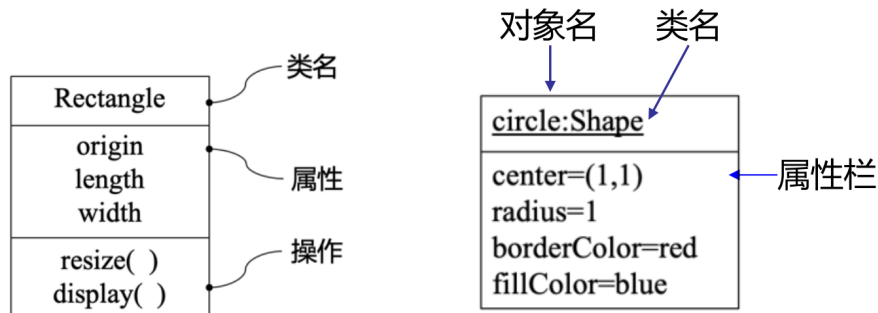 Rectangle
origin
length
width
resize( )
display( )
类名
属性
操作
对象名
类名
circle:Shape
center=(1,1)
radius=1
borderColor=red
fillColor=blue
属性栏